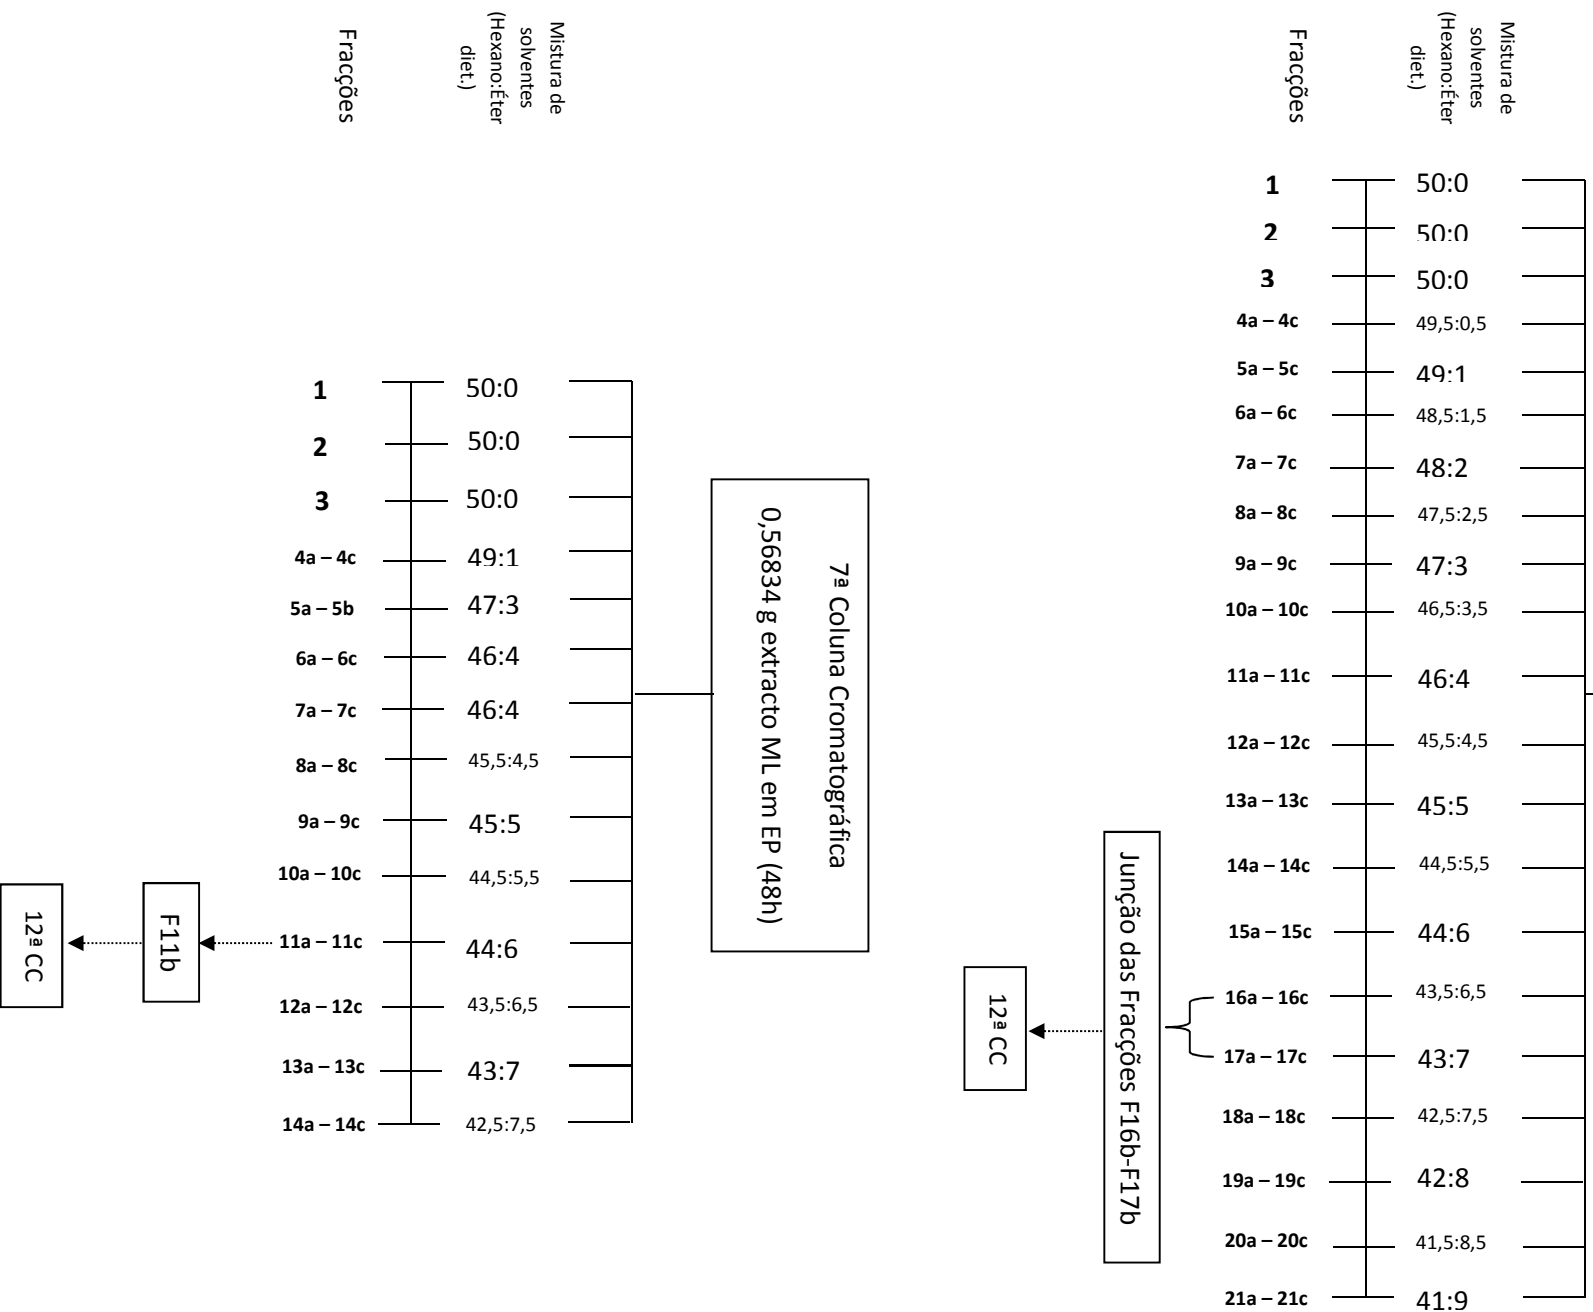 Mistura de
solventes
(Hexano:Éter
diet.)
Fracções
1 50:0
2 50:0
3 50:0
4a – 4c 49,5:0,5
5a – 5c 49:1
6a – 6c 48,5:1,5
7a – 7c 48:2
8a – 8c 47,5:2,5
9a – 9c 47:3
10a – 10c 46,5:3,5
11a – 11c 46:4
12a – 12c 45,5:4,5
13a – 13c 45:5
14a – 14c 44,5:5,5
15a – 15c 44:6
16a – 16c 43,5:6,5
17a – 17c 43:7
18a – 18c 42,5:7,5
19a – 19c 42:8
20a – 20c 41,5:8,5
21a – 21c 41:9
Junção das Fracções F16b-F17b
12ª CC
7ª Coluna Cromatográfica
0,56834 g extracto ML em EP (48h)
Mistura de
solventes
(Hexano:Éter
diet.)
Fracções
1 50:0
2 50:0
3 50:0
4a – 4c 49:1
5a – 5b 47:3
6a – 6c 46:4
7a – 7c 46:4
8a – 8c 45,5:4,5
9a – 9c 45:5
10a – 10c 44,5:5,5
11a – 11c 44:6
12a – 12c 43,5:6,5
13a – 13c 43:7
14a – 14c 42,5:7,5
F11b
12ª CC